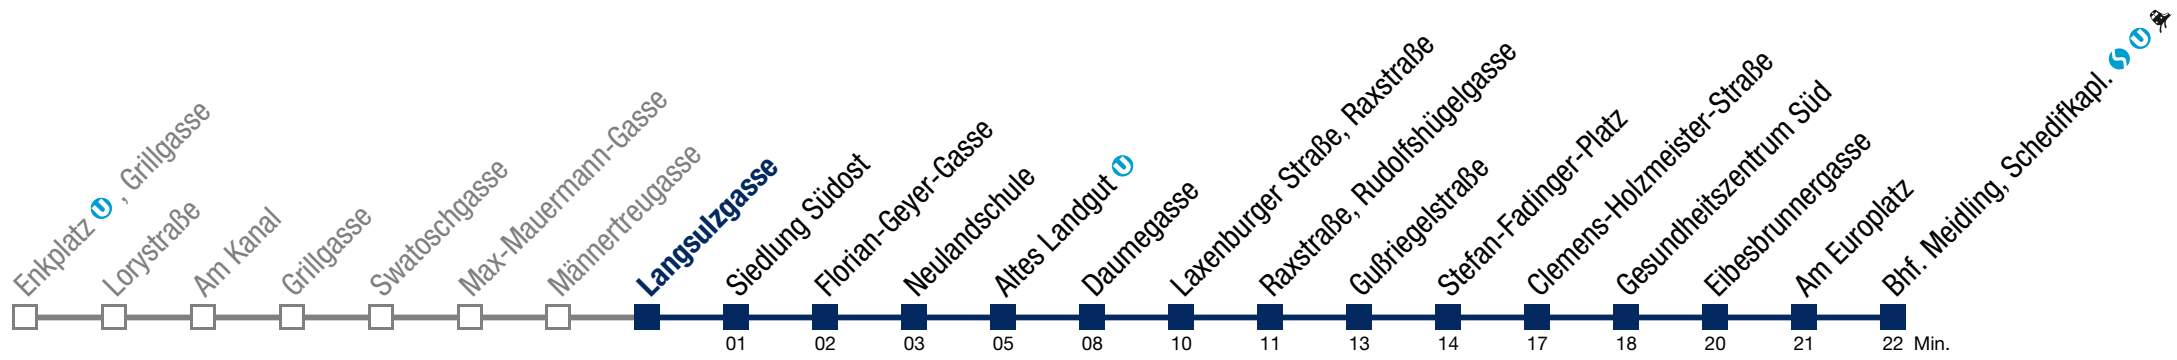 Enkplatz U , Grillgasse
Lorystraße
Am Kanal
Grillgasse
Swatoschgasse
Max-Mauermann-Gasse
Männertreugasse
Langsulzgasse
Siedlung Südost
Florian-Geyer-Gasse
Neulandschule
Altes Landgut U
Daumegasse
Laxenburger Straße, Raxstraße
Raxstraße, Rudolfshügelgasse
Gußriegelstraße
Stefan-Fadinger-Platz
Clemens-Holzmeister-Straße
Gesundheitszentrum Süd
Eibesbrunnergasse
Am Europlatz
Bhf. Meidling, Schedifkapl. S U
01 02 03 05 08 10 11 13 14 17 18 20 21 22 Min.